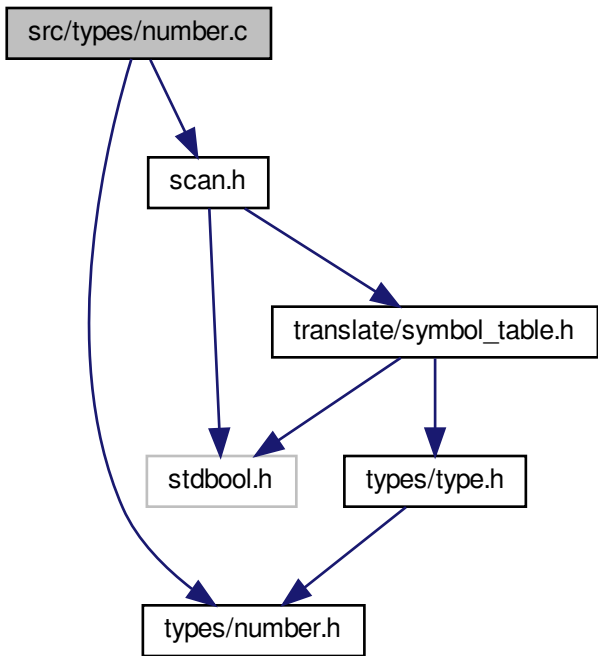 src/types/number.c
scan.h
translate/symbol_table.h
stdbool.h
types/type.h
types/number.h